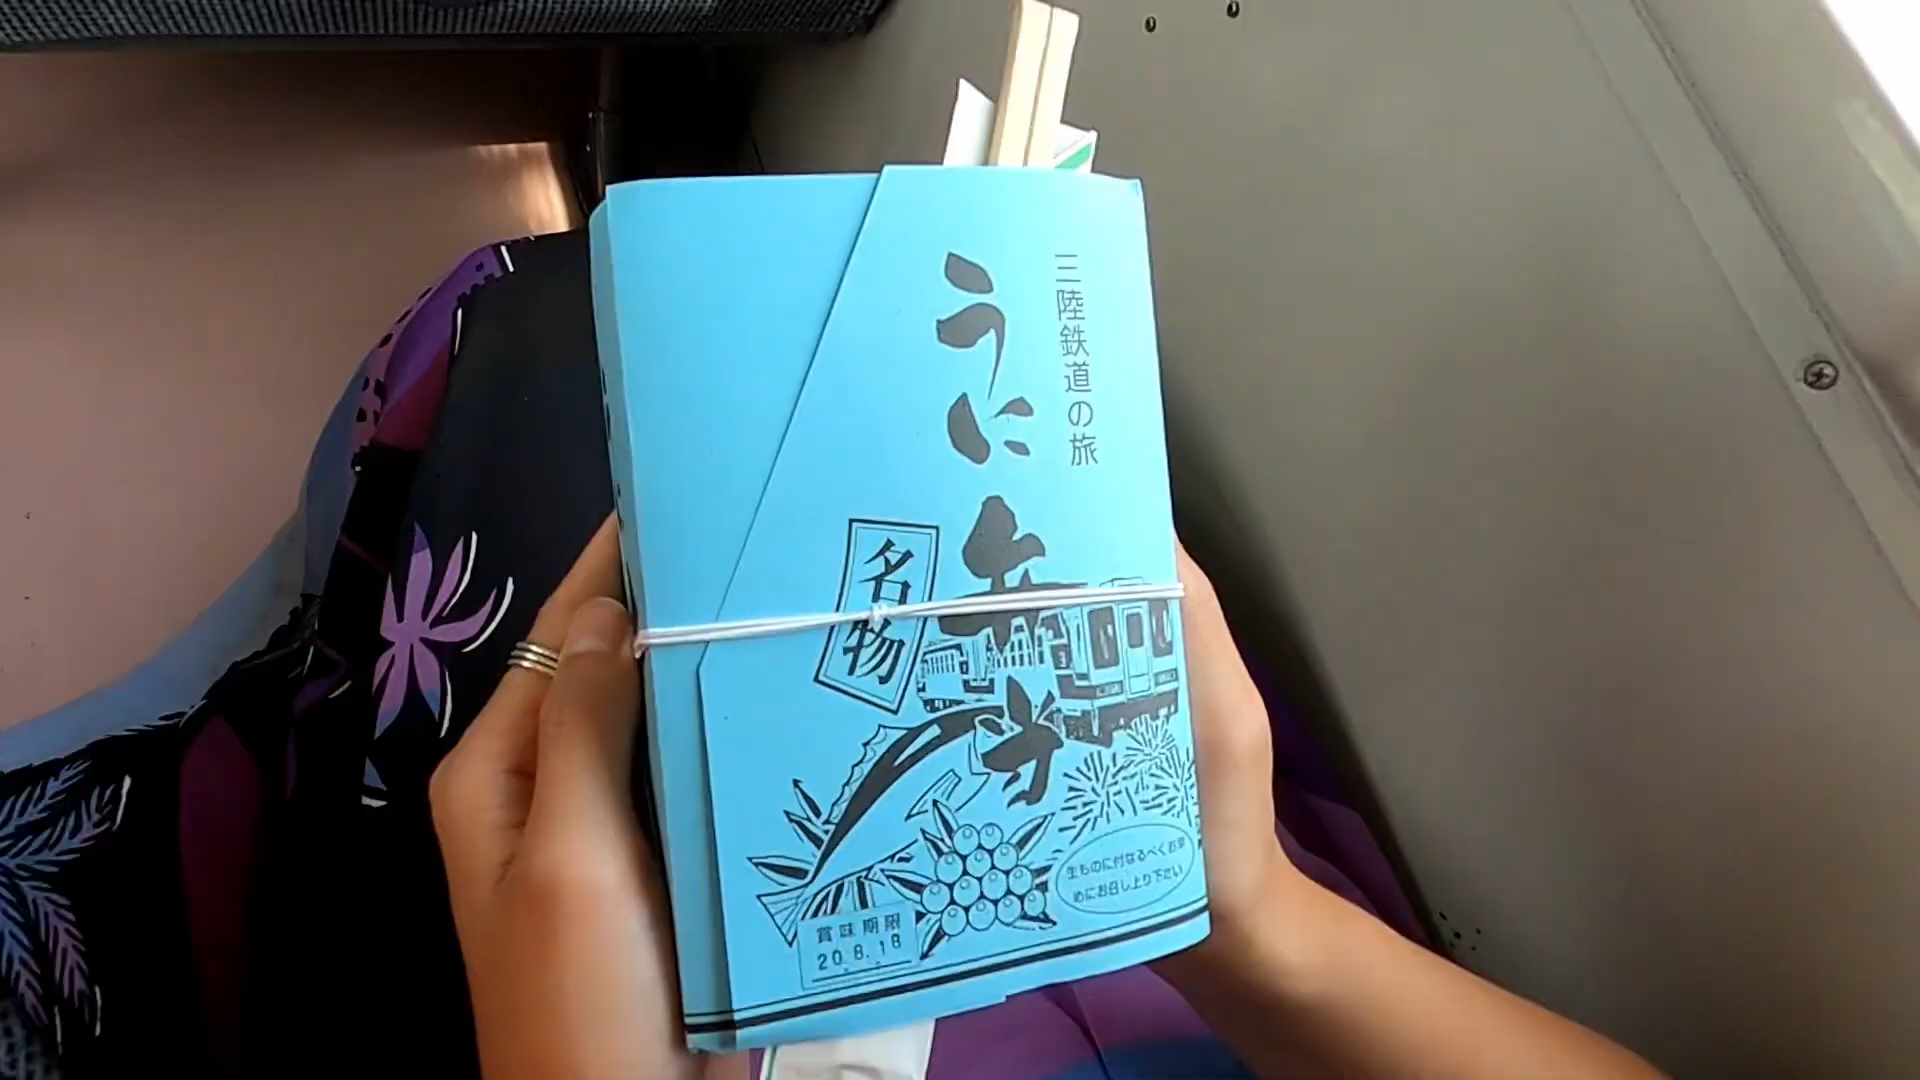 三陸鉄道の旅
うに弁当
名物
生ものに付なるべくお早
めにお召し上り下さい
賞味期限
20.8.18